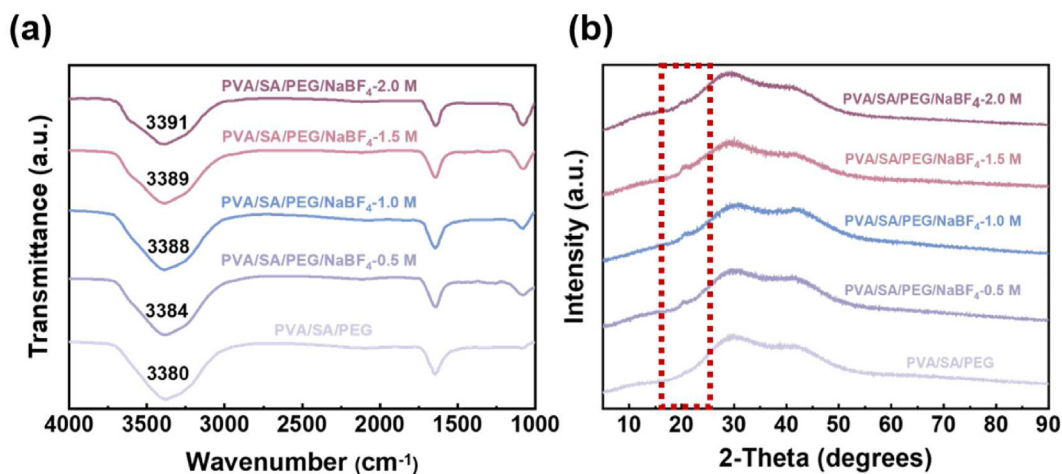 (a)
Transmittance (a.u.)
PVA/SA/PEG/NaBF₄-2.0 M
3391
PVA/SA/PEG/NaBF₄-1.5 M
3389
PVA/SA/PEG/NaBF₄-1.0 M
3388
PVA/SA/PEG/NaBF₄-0.5 M
3384
PVA/SA/PEG
3380
4000 3500 3000 2500 2000 1500 1000
Wavenumber (cm⁻¹)
(b)
Intensity (a.u.)
PVA/SA/PEG/NaBF₄-2.0 M
PVA/SA/PEG/NaBF₄-1.5 M
PVA/SA/PEG/NaBF₄-1.0 M
PVA/SA/PEG/NaBF₄-0.5 M
PVA/SA/PEG
10 20 30 40 50 60 70 80 90
2-Theta (degrees)